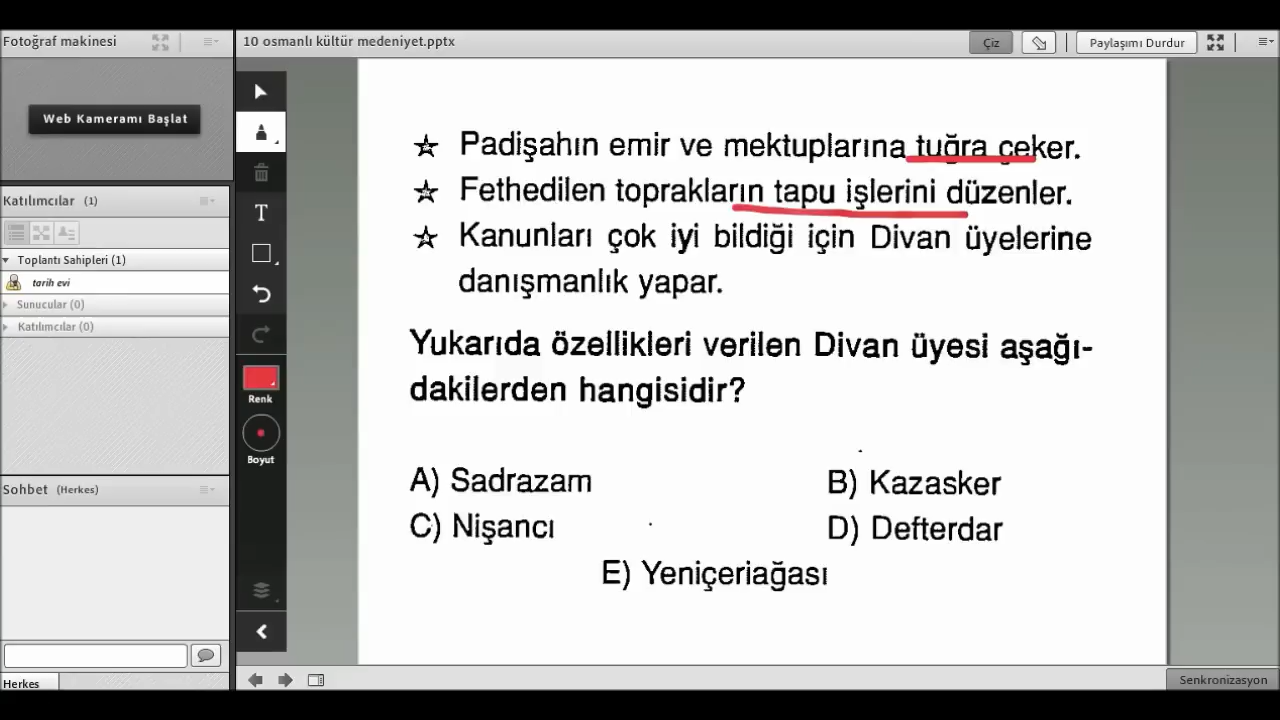 Fotoğraf makinesi
10 osmanlı kültür medeniyet.pptx
Çiz
Paylaşımı Durdur
Web Kameramı Başlat
Katılımcılar (1)
Toplantı Sahipleri (1)
tarih evi
Sunucular (0)
Katılımcılar (0)
Sohbet (Herkes)
Herkes
T
Renk
Boyut
Padişahın emir ve mektuplarına tuğra çeker.
Fethedilen toprakların tapu işlerini düzenler.
Kanunları çok iyi bildiği için Divan üyelerine
danışmanlık yapar.
Yukarıda özellikleri verilen Divan üyesi aşağı-
dakilerden hangisidir?
A) Sadrazam
B) Kazasker
C) Nişancı
D) Defterdar
E) Yeniçeriağası
Senkronizasyon